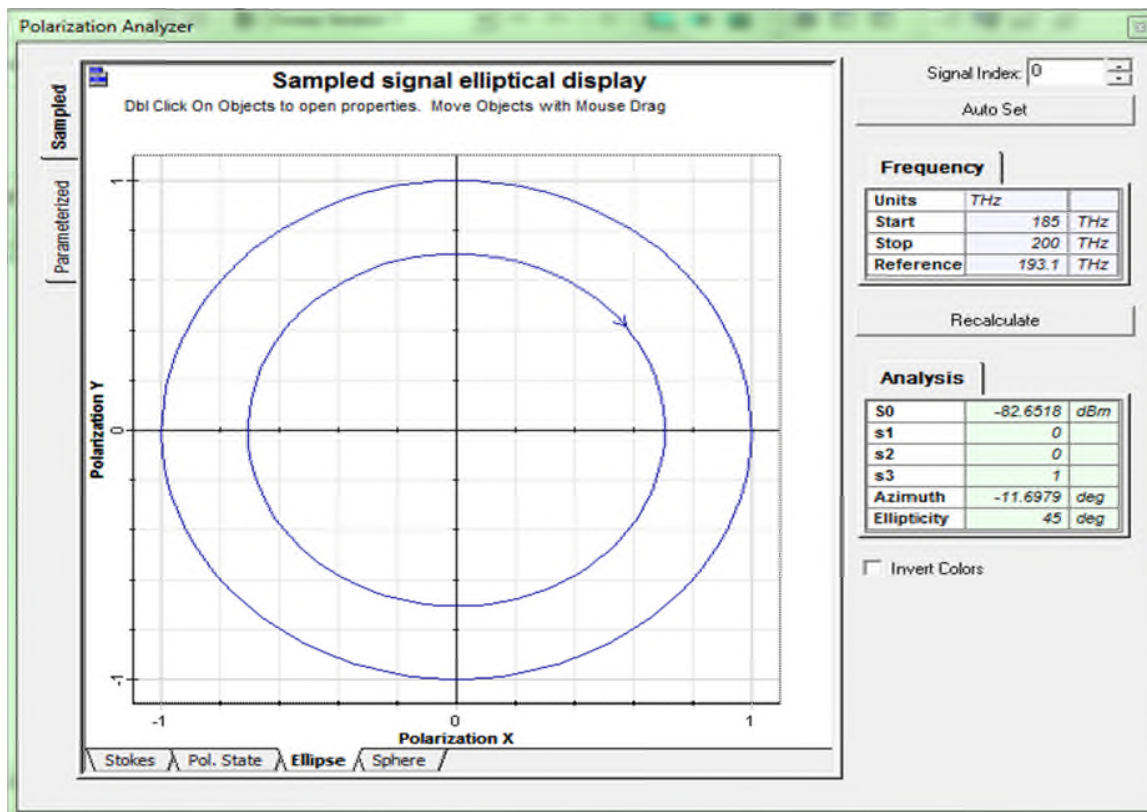 Polarization Analyzer
Sampled
Parameterized
Sampled signal elliptical display
Dbl Click On Objects to open properties. Move Objects with Mouse Drag
Polarization Y
1
0
-1
-1 0 1
Polarization X
Stokes Pol. State Ellipse Sphere
Signal Index: 0
Auto Set
Frequency
Units THz
Start 185 THz
Stop 200 THz
Reference 193.1 THz
Recalculate
Analysis
S0 -82.6518 dBm
s1 0
s2 0
s3 1
Azimuth -11.6979 deg
Ellipticity 45 deg
Invert Colors